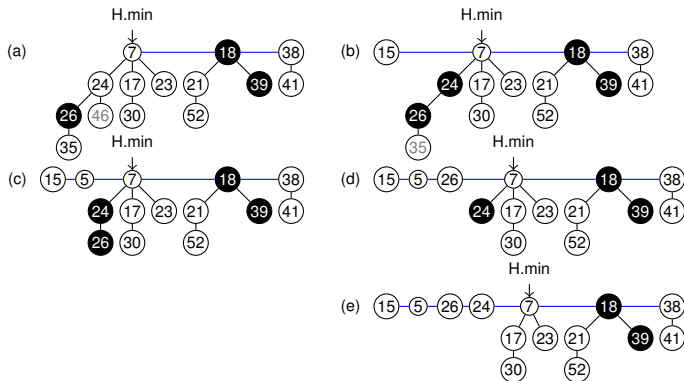 H.min H.min
(a) 7 18 38 (b) 15 7 18 38
24 17 23 21 39 41 24 17 23 21 39 41
26 46 30 52 26 30 52
35 35
H.min H.min
(c) 15 5 7 18 38 (d) 15 5 26 7 18 38
24 17 23 21 39 41 24 17 23 21 39 41
26 30 52 30 52
H.min
(e) 15 5 26 24 7 18 38
17 23 21 39 41
30 52